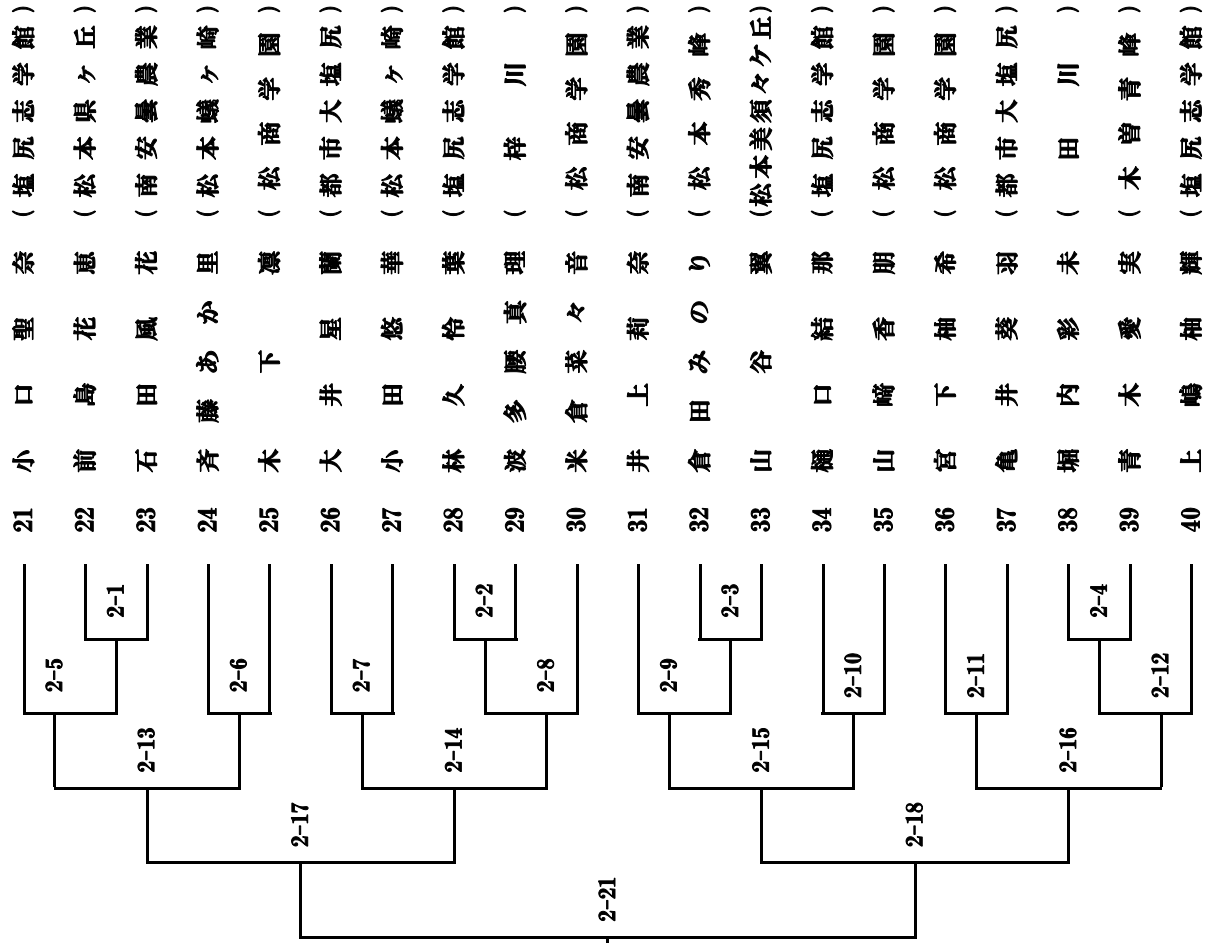 21 小口 聖奈 (塩尻志学館)
22 前島 花恵 (松本県ヶ丘)
23 石田 風花 (南安曇農業)
24 斉藤 あかり (松本蟻ヶ崎)
25 木下 凛 (松商学園)
26 大井 星蘭 (都市大塩尻)
27 小田 悠華 (松本蟻ヶ崎)
28 林 久怜葉 (塩尻志学館)
29 波多腰 真理 (梓川)
30 米倉 菜々音 (松商学園)
31 井上 莉奈 (南安曇農業)
32 倉田 みのり (松本秀峰)
33 山谷 翼 (松本美須々ケ丘)
34 樋口 結那 (塩尻志学館)
35 山﨑 香朋 (松商学園)
36 宮下 柚希 (松商学園)
37 亀井 葵羽 (都市大塩尻)
38 堀内 彩未 (田川)
39 青木 愛実 (木曽青峰)
40 上嶋 柚輝 (塩尻志学館)
2-1
2-2
2-3
2-4
2-5
2-6
2-7
2-8
2-9
2-10
2-11
2-12
2-13
2-14
2-15
2-16
2-17
2-18
2-21